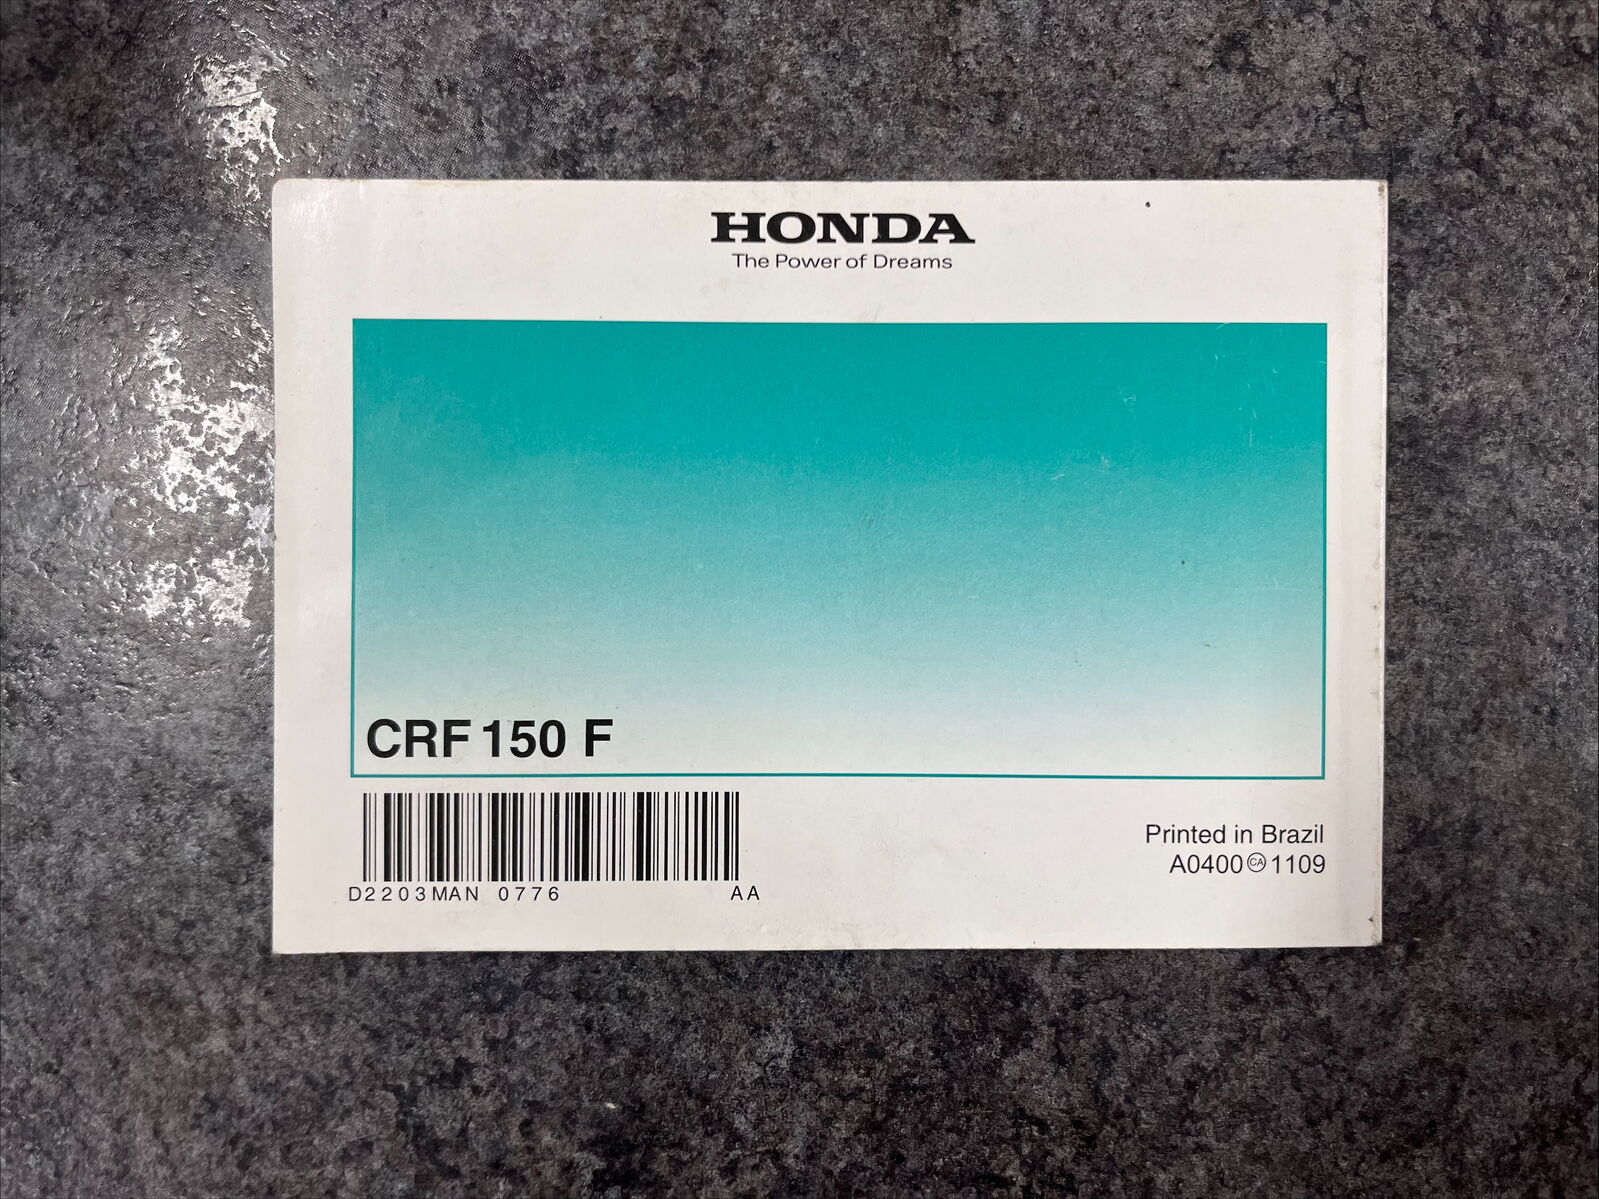 HONDA
The Power of Dreams
CRF 150 F
D2203MAN 0776 AA
Printed in Brazil
A0400 CA 1109